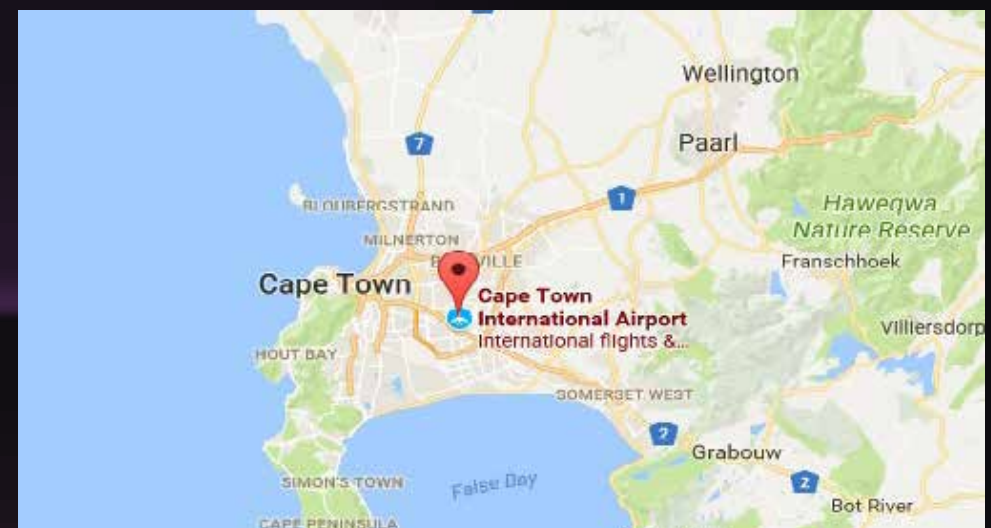 Wellington
7
Paarl
1
BLOUBERGSTRAND
Haweqwa
Nature Reserve
MILNERTON
Franschhoek
Cape Town
Cape Town
International Airport
International flights &...
Villiersdorp
HOUT BAY
SOMERSET WEST
2
Grabouw
SIMON'S TOWN
False Bay
2
Bot River
CAPE PENINSULA